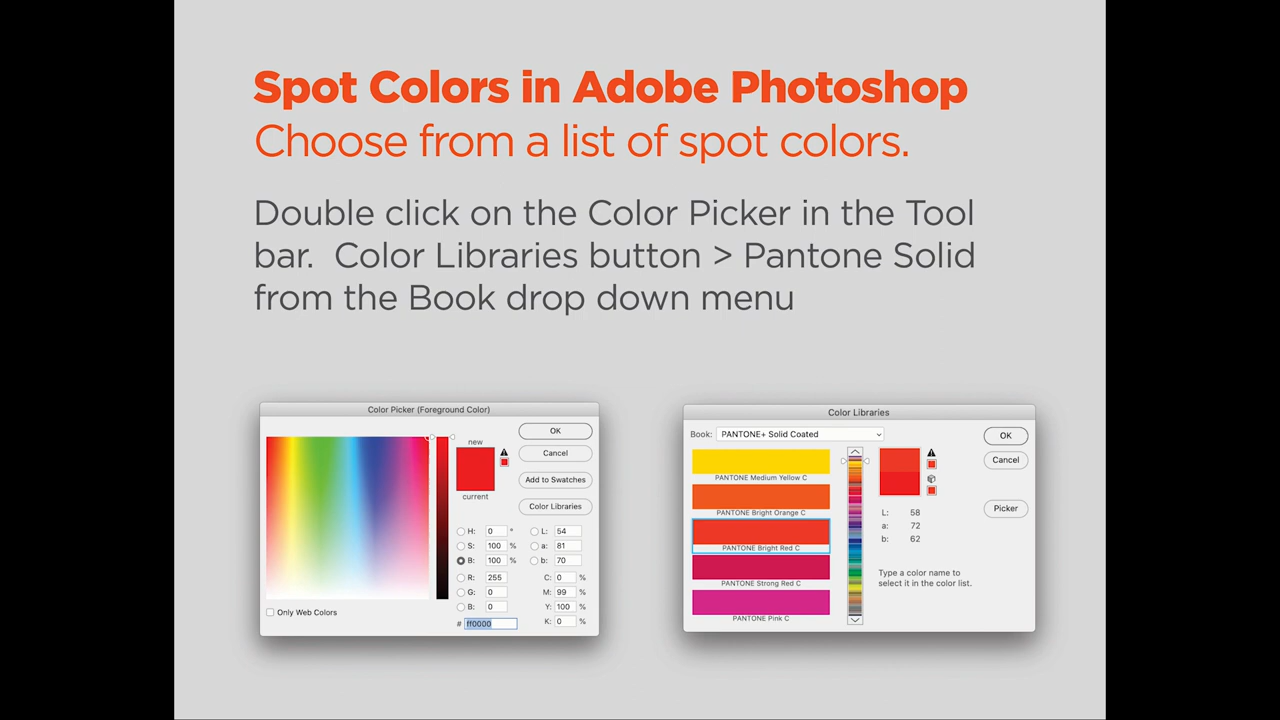 Spot Colors in Adobe Photoshop
Choose from a list of spot colors.
Double click on the Color Picker in the Tool
bar.  Color Libraries button > Pantone Solid
from the Book drop down menu
Color Picker (Foreground Color)
new
current
OK
Cancel
Add to Swatches
Color Libraries
H: 0 °
L: 54
S: 100 %
a: 81
B: 100 %
b: 70
R: 255
C: 0 %
G: 0
M: 99 %
B: 0
Y: 100 %
# ff0000
K: 0 %
Only Web Colors
Color Libraries
Book: PANTONE+ Solid Coated
OK
Cancel
Picker
PANTONE Medium Yellow C
PANTONE Bright Orange C
PANTONE Bright Red C
PANTONE Strong Red C
PANTONE Pink C
L: 58
a: 72
b: 62
Type a color name to
select it in the color list.